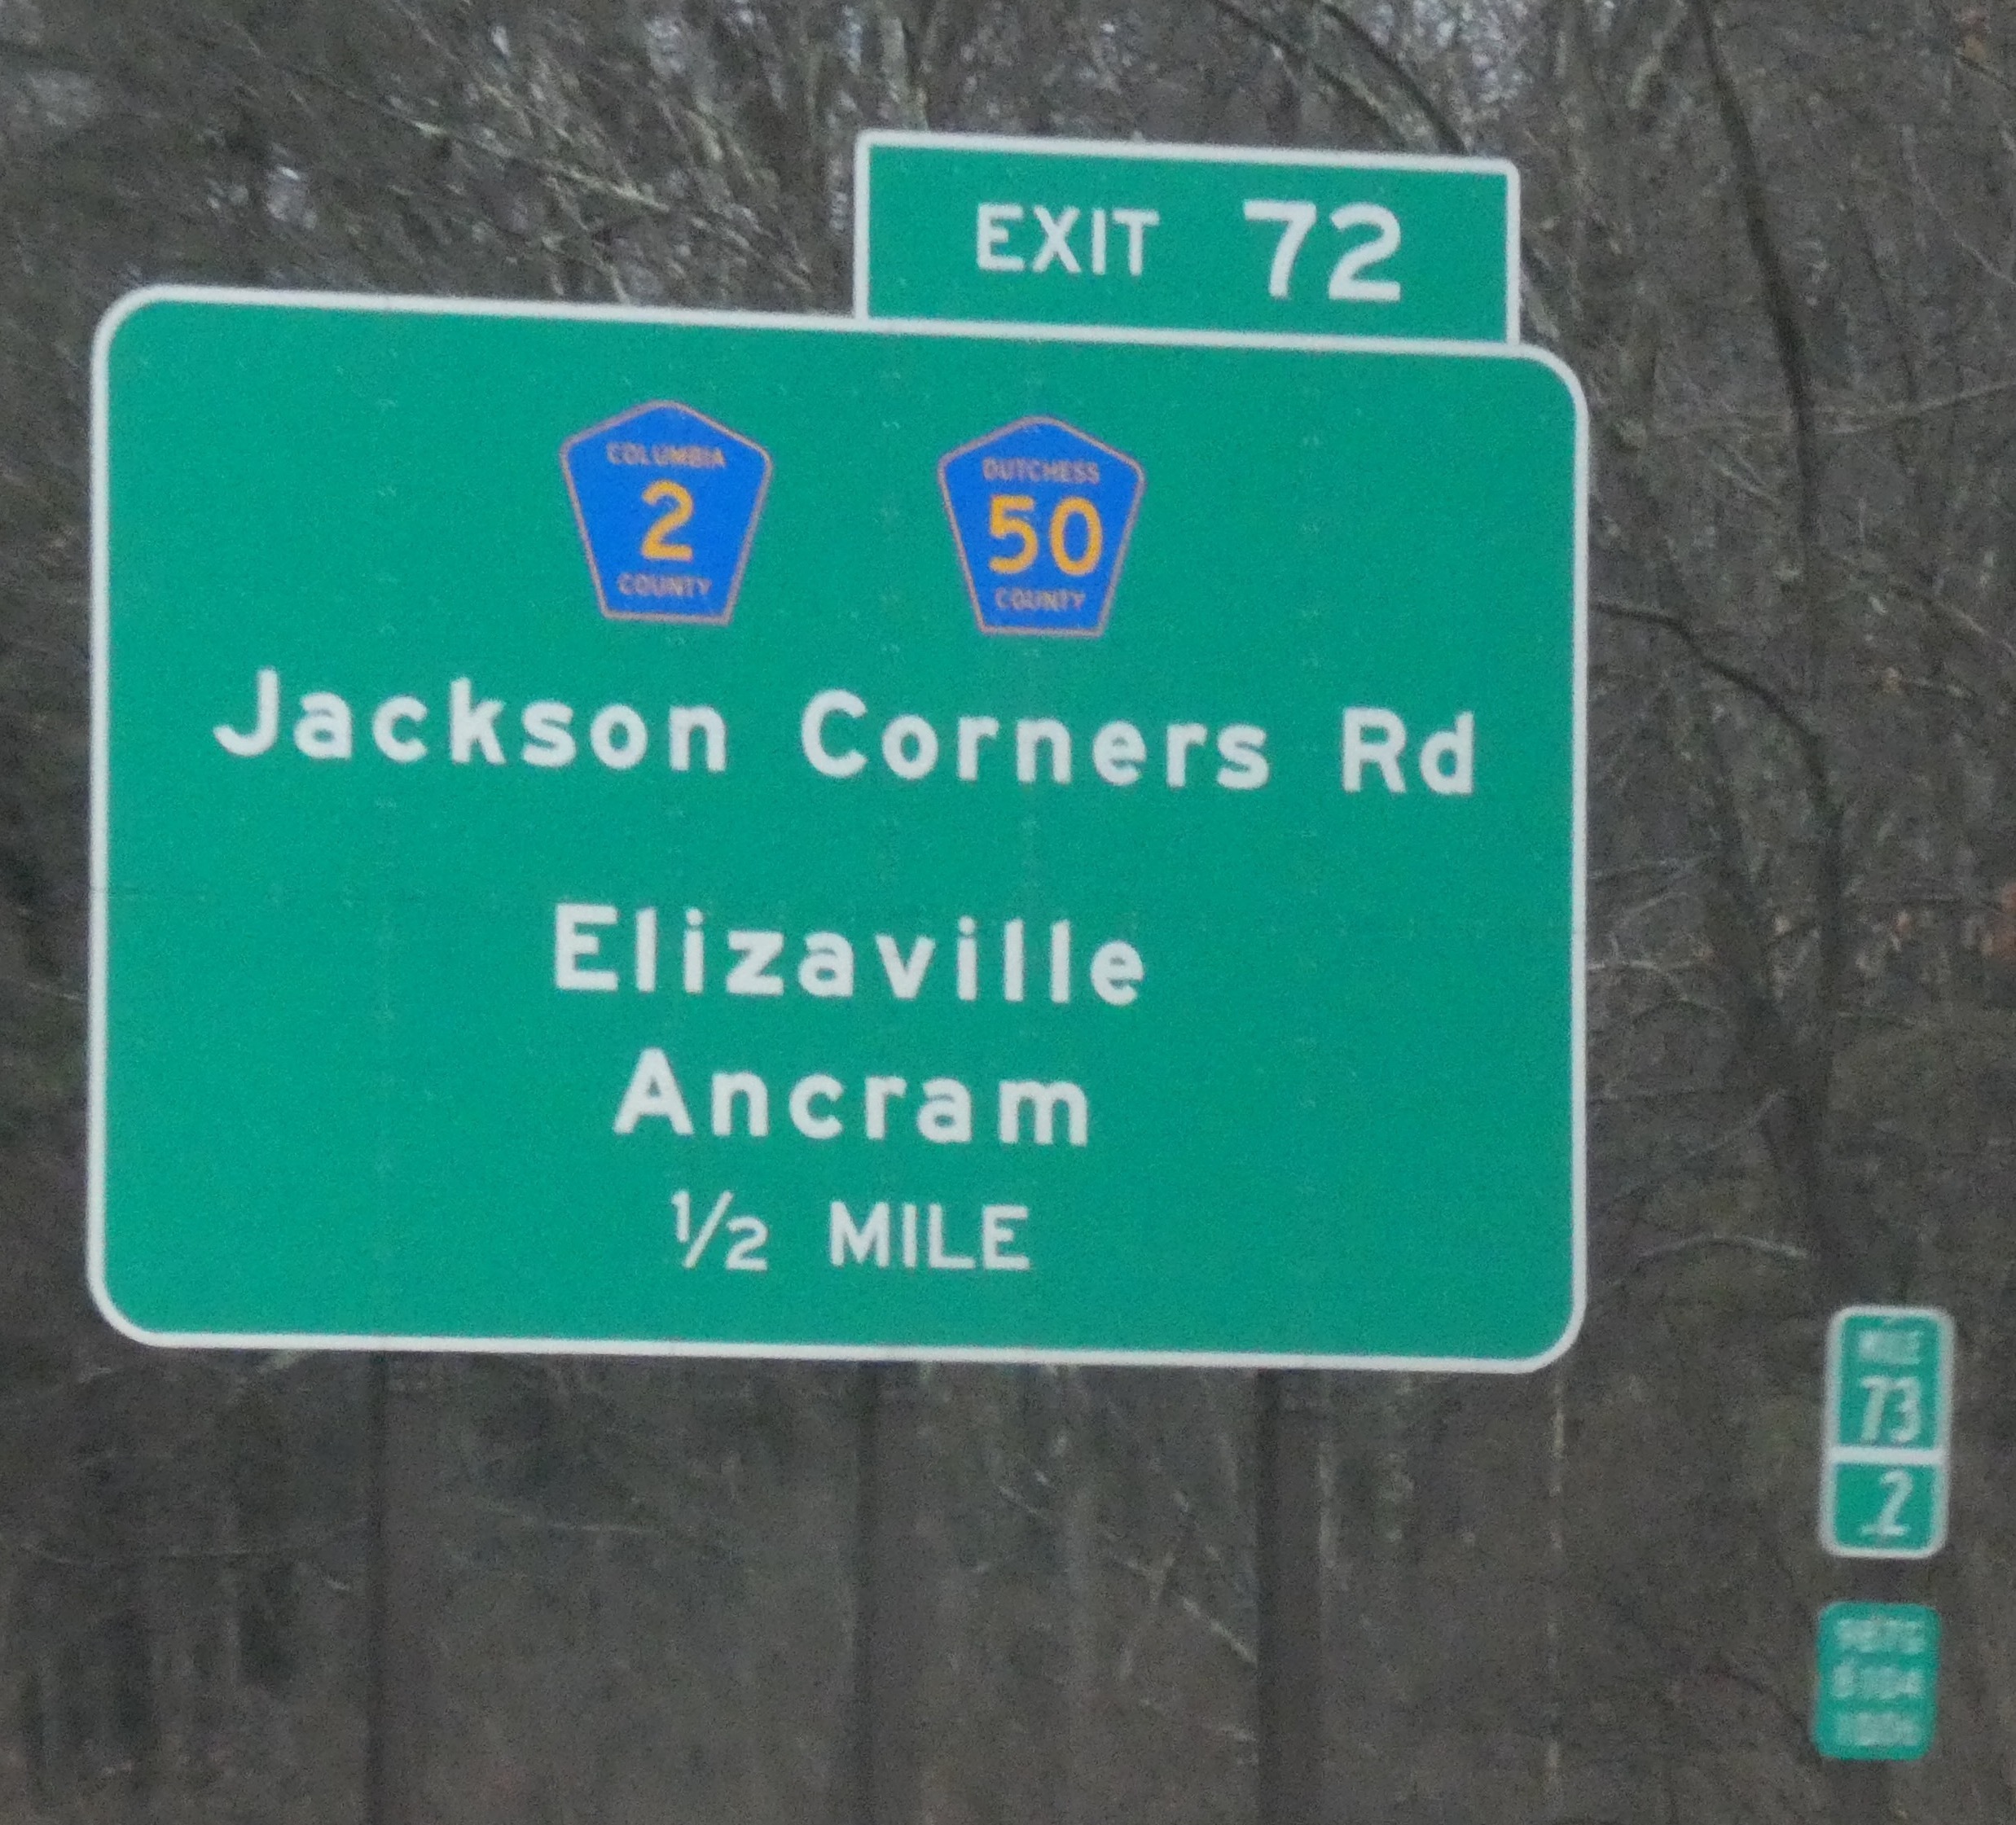 EXIT 72
COLUMBIA
2
COUNTY
DUTCHESS
50
COUNTY
Jackson Corners Rd
Elizaville
Ancram
1/2 MILE
MILE
73
2